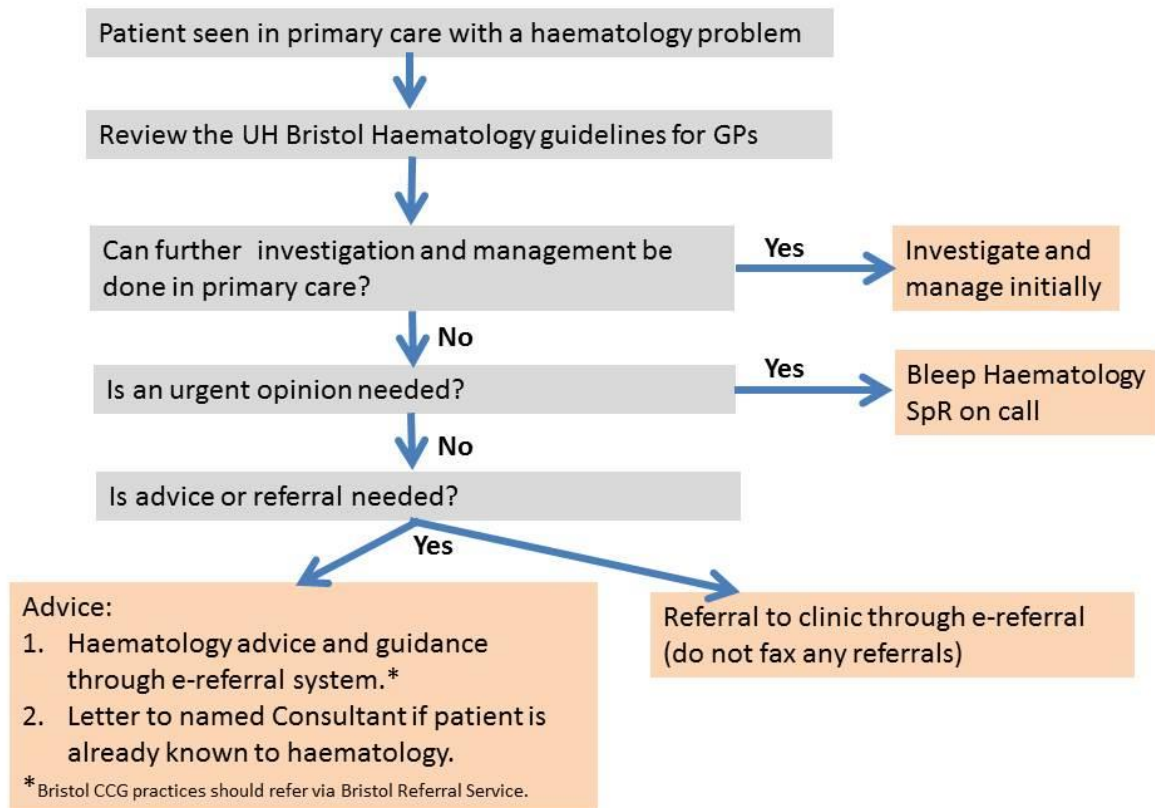 Patient seen in primary care with a haematology problem
Review the UH Bristol Haematology guidelines for GPs
Can further investigation and management be
done in primary care?
Yes
Investigate and
manage initially
No
Is an urgent opinion needed?
Yes
Bleep Haematology
SpR on call
No
Is advice or referral needed?
Yes
Advice:
1. Haematology advice and guidance
through e-referral system.*
2. Letter to named Consultant if patient is
already known to haematology.
*Bristol CCG practices should refer via Bristol Referral Service.
Referral to clinic through e-referral
(do not fax any referrals)